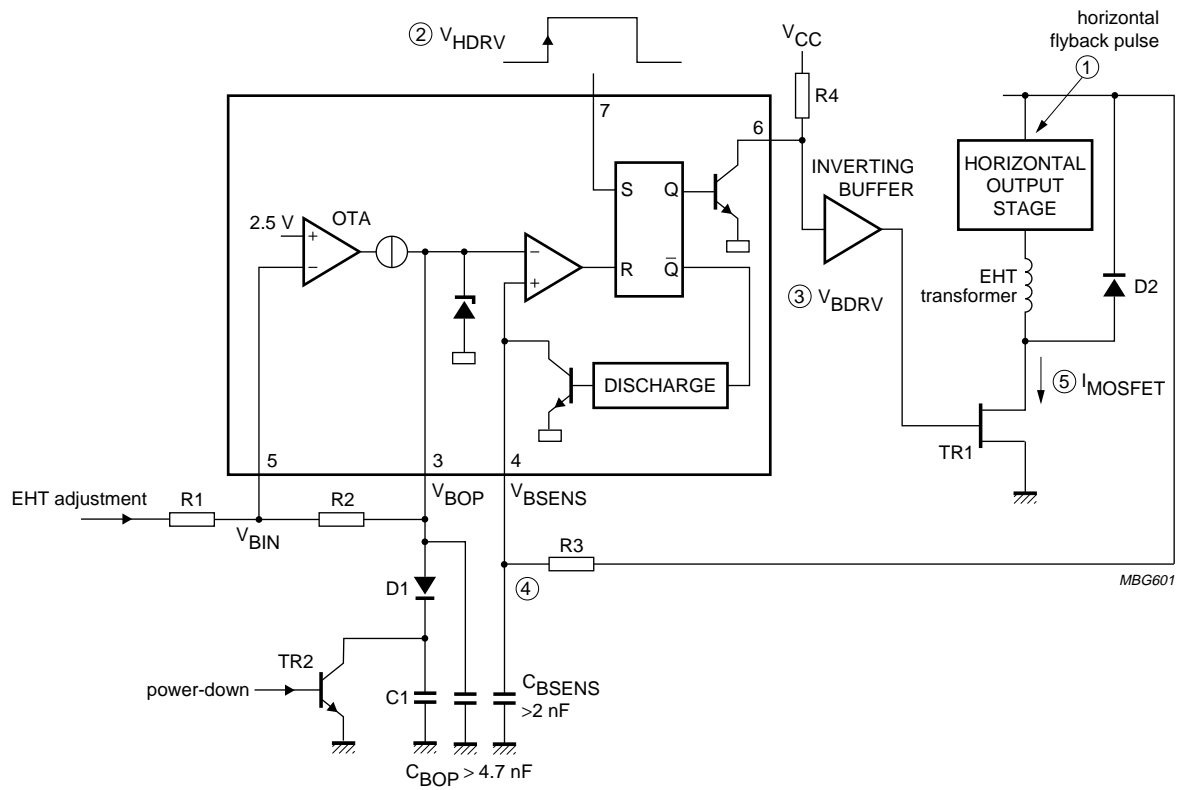 ② V_HDRV
V_CC
horizontal
flyback pulse
①
7
R4
6
INVERTING
BUFFER
HORIZONTAL
OUTPUT
STAGE
2.5 V
+
−
OTA
S
Q
R
Q̄
−
+
③ V_BDRV
EHT
transformer
D2
DISCHARGE
⑤ I_MOSFET
TR1
5
3
4
EHT adjustment
R1
R2
V_BIN
V_BOP
V_BSENS
R3
④
MBG601
D1
TR2
power-down
C1
C_BSENS
>2 nF
C_BOP > 4.7 nF